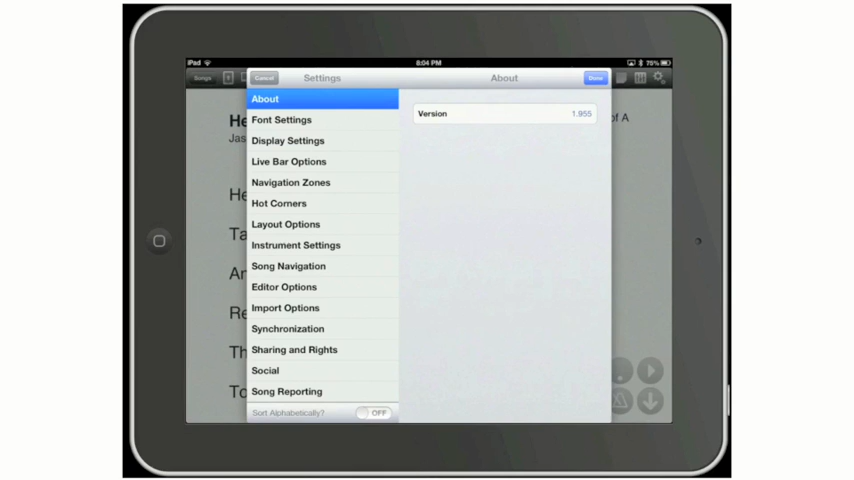 iPad 8:04 PM 75%
Songs Cancel Settings About Done
About
Version 1.955
Font Settings
Display Settings
Live Bar Options
Navigation Zones
Hot Corners
Layout Options
Instrument Settings
Song Navigation
Editor Options
Import Options
Synchronization
Sharing and Rights
Social
Song Reporting
Sort Alphabetically? OFF
He
of A
Jas
He
Ta
An
Re
Th
To